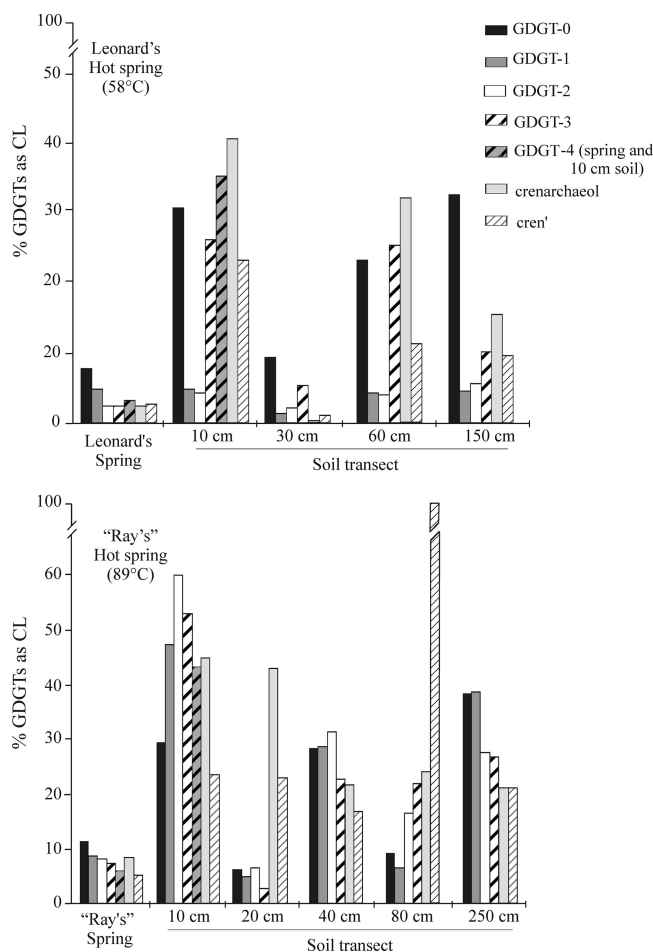 100
Leonard's
Hot spring
(58°C)
50
40
30
20
20
0
% GDGTs as CL
GDGT-0
GDGT-1
GDGT-2
GDGT-3
GDGT-4 (spring and
10 cm soil)
crenarchaeol
cren'
Leonard's
Spring
10 cm
30 cm
60 cm
150 cm
Soil transect
100
“Ray's”
Hot spring
(89°C)
60
50
40
30
20
10
0
% GDGTs as CL
“Ray's”
Spring
10 cm
20 cm
40 cm
80 cm
250 cm
Soil transect